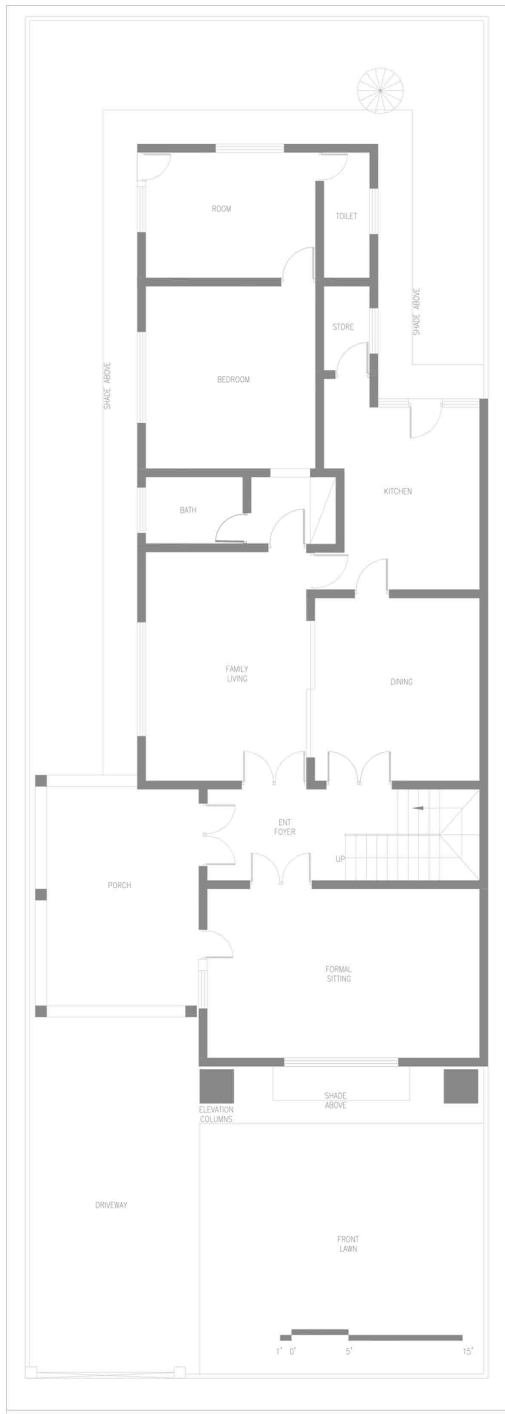 ROOM
TOILET
STORE
SHADE ABOVE
SHADE ABOVE
BEDROOM
KITCHEN
BATH
FAMILY
LIVING
DINING
ENT
FOYER
UP
PORCH
FORMAL
SITTING
SHADE
ABOVE
ELEVATION
COLUMNS
DRIVEWAY
FRONT
LAWN
1' 0' 5' 15'